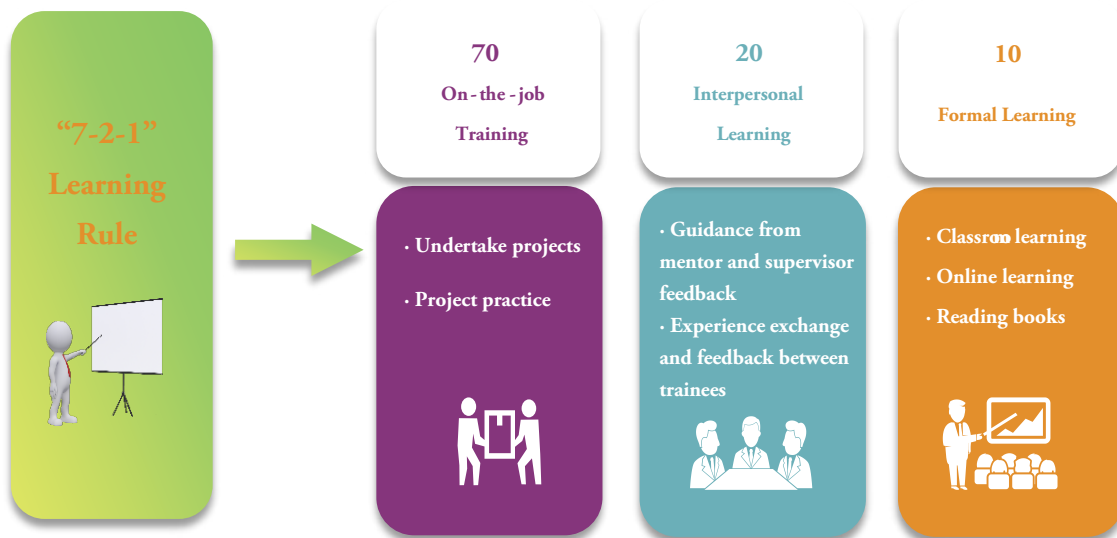 “7-2-1”
Learning
Rule
70
On-the-job
Training
· Undertake projects
· Project practice
20
Interpersonal
Learning
· Guidance from
mentor and supervisor
feedback
· Experience exchange
and feedback between
trainees
10
Formal Learning
· Classroom learning
· Online learning
· Reading books